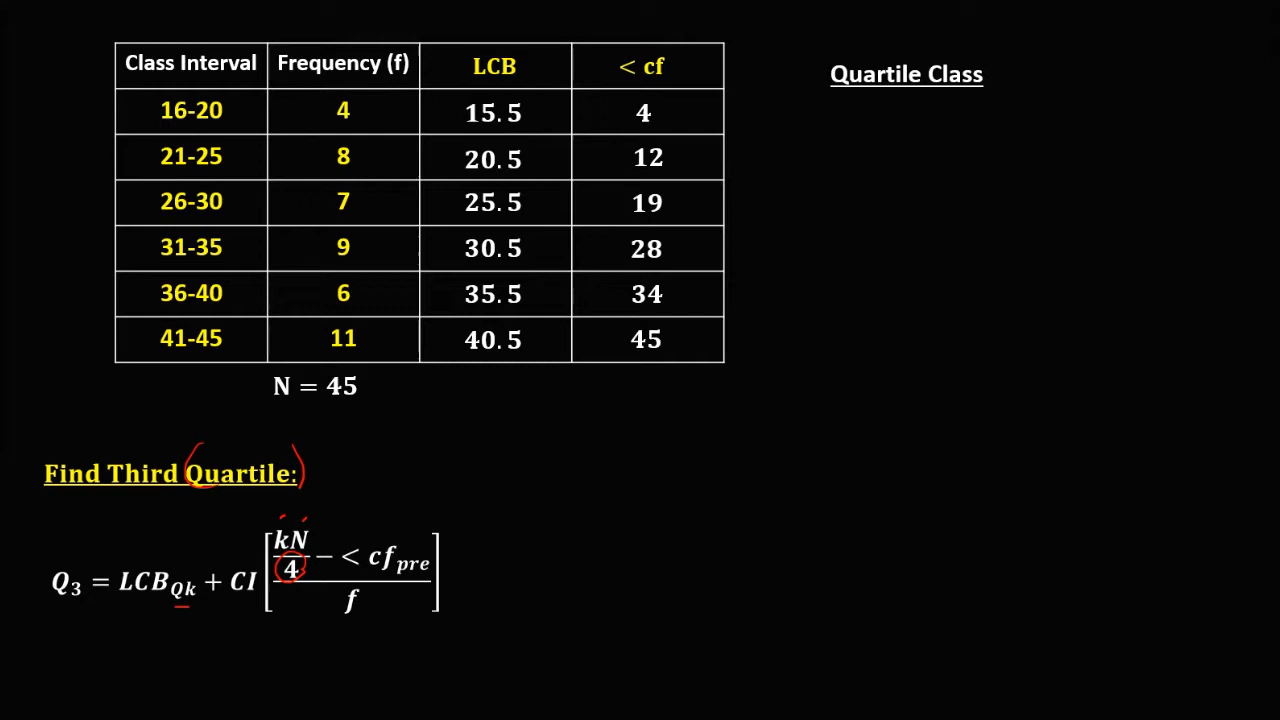 Class Interval Frequency (f) LCB < cf
16-20 4 15.5 4
21-25 8 20.5 12
26-30 7 25.5 19
31-35 9 30.5 28
36-40 6 35.5 34
41-45 11 40.5 45
N = 45
Quartile Class
Find Third Quartile:
Q₃ = LCB_Qk + CI [(kN/4 − < cf_pre)/f]